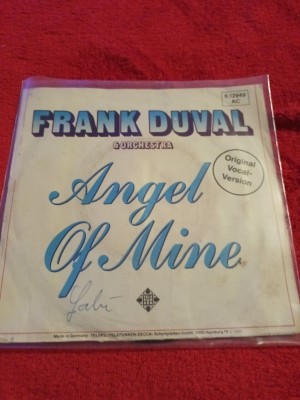 6.12949
AC
FRANK DUVAL
& ORCHESTRA
Original
Vocal-
Version
Angel
Of Mine
Gabi
Made in Germany